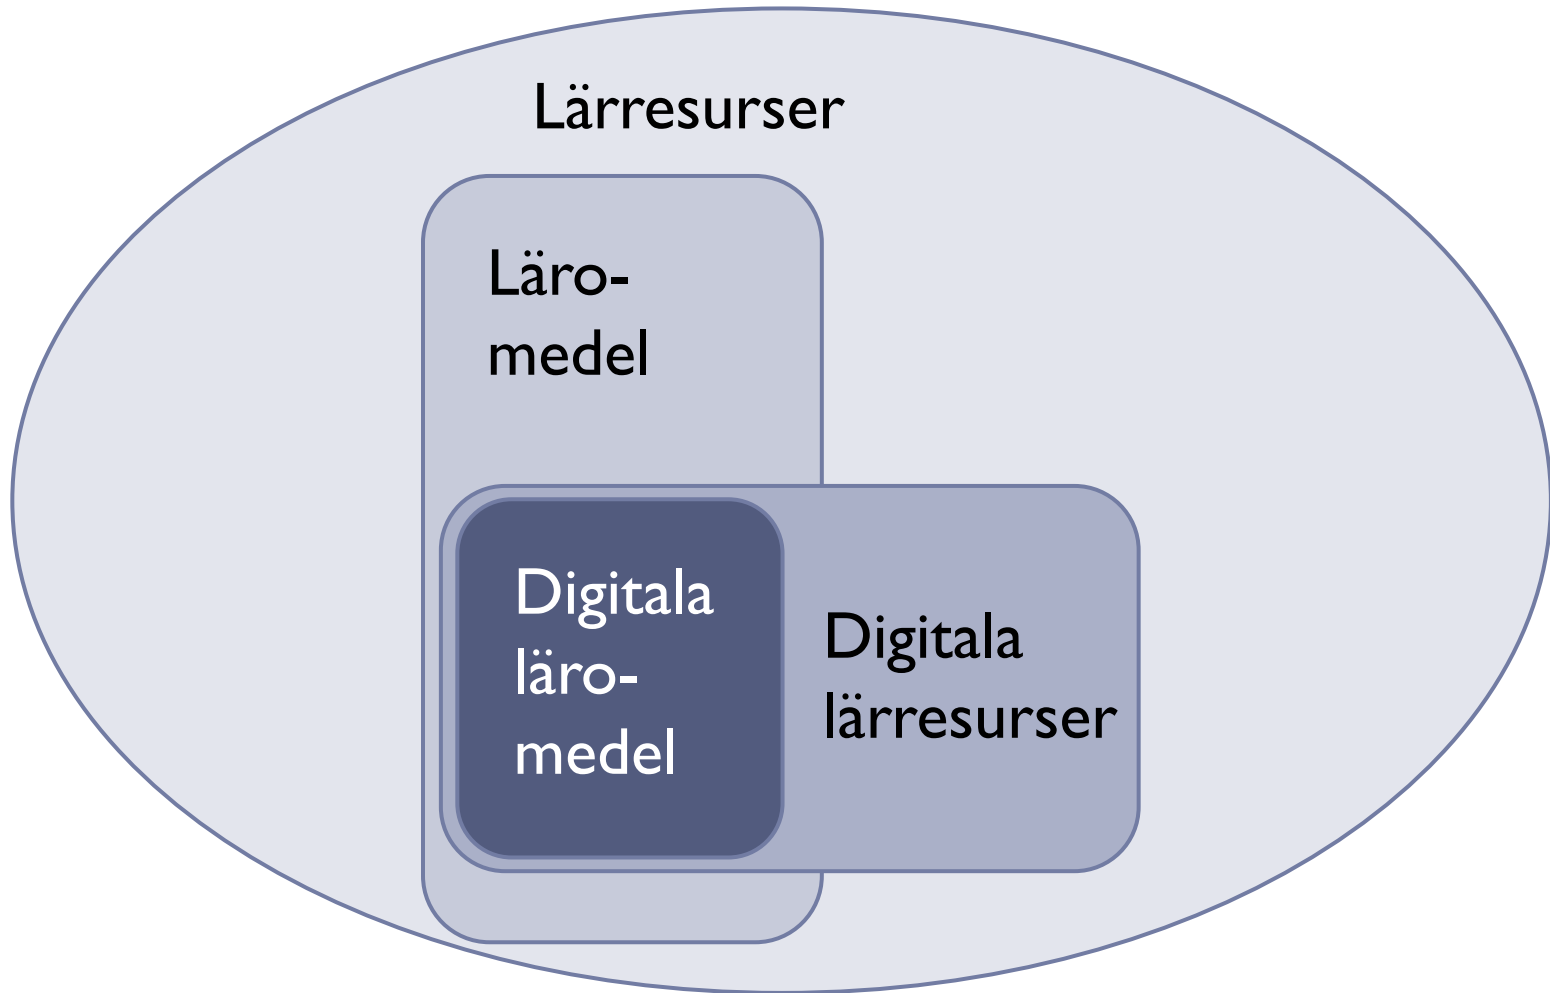 Lärresurser
Läro-
medel
Digitala
läro-
medel
Digitala
lärresurser